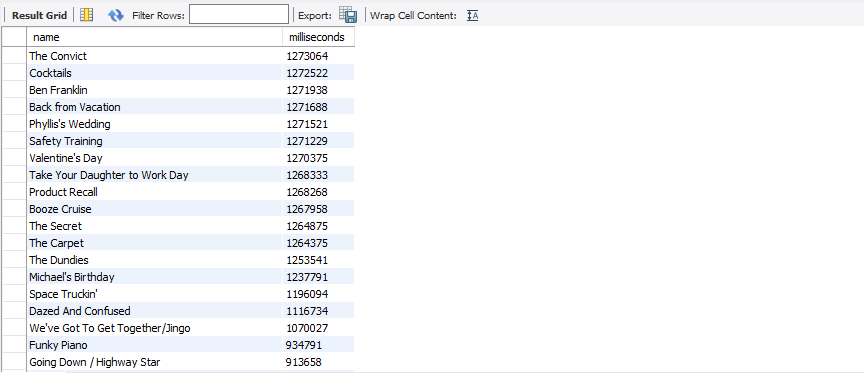 Result Grid Filter Rows: Export: Wrap Cell Content:
name milliseconds
The Convict 1273064
Cocktails 1272522
Ben Franklin 1271938
Back from Vacation 1271688
Phyllis's Wedding 1271521
Safety Training 1271229
Valentine's Day 1270375
Take Your Daughter to Work Day 1268333
Product Recall 1268268
Booze Cruise 1267958
The Secret 1264875
The Carpet 1264375
The Dundies 1253541
Michael's Birthday 1237791
Space Truckin' 1196094
Dazed And Confused 1116734
We've Got To Get Together/Jingo 1070027
Funky Piano 934791
Going Down / Highway Star 913658